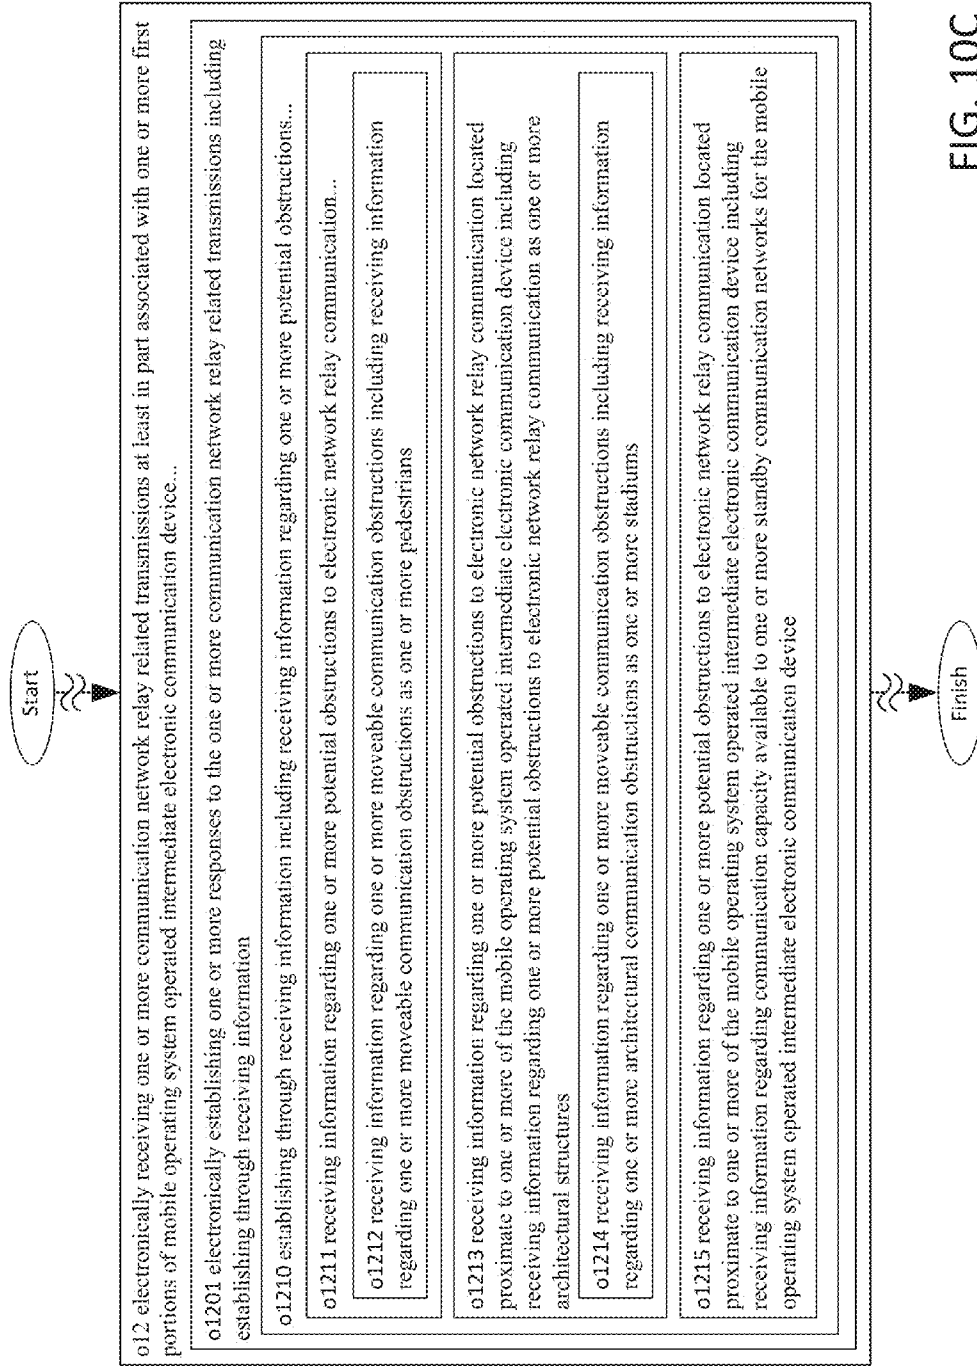 Start
o12 electronically receiving one or more communication network relay related transmissions at least in part associated with one or more first
portions of mobile operating system operated intermediate electronic communication device...
o1201 electronically establishing one or more responses to the one or more communication network relay related transmissions including
establishing through receiving information
o1210 establishing through receiving information including receiving information regarding one or more potential obstructions...
o1211 receiving information regarding one or more potential obstructions to electronic network relay communication...
o1212 receiving information regarding one or more moveable communication obstructions including receiving information
regarding one or more moveable communication obstructions as one or more pedestrians
o1213 receiving information regarding one or more potential obstructions to electronic network relay communication located
proximate to one or more of the mobile operating system operated intermediate electronic communication device including
receiving information regarding one or more potential obstructions to electronic network relay communication as one or more
architectural structures
o1214 receiving information regarding one or more moveable communication obstructions including receiving information
regarding one or more architectural communication obstructions as one or more stadiums
o1215 receiving information regarding one or more potential obstructions to electronic network relay communication located
proximate to one or more of the mobile operating system operated intermediate electronic communication device including
receiving information regarding communication capacity available to one or more standby communication networks for the mobile
operating system operated intermediate electronic communication device
Finish
FIG. 10C